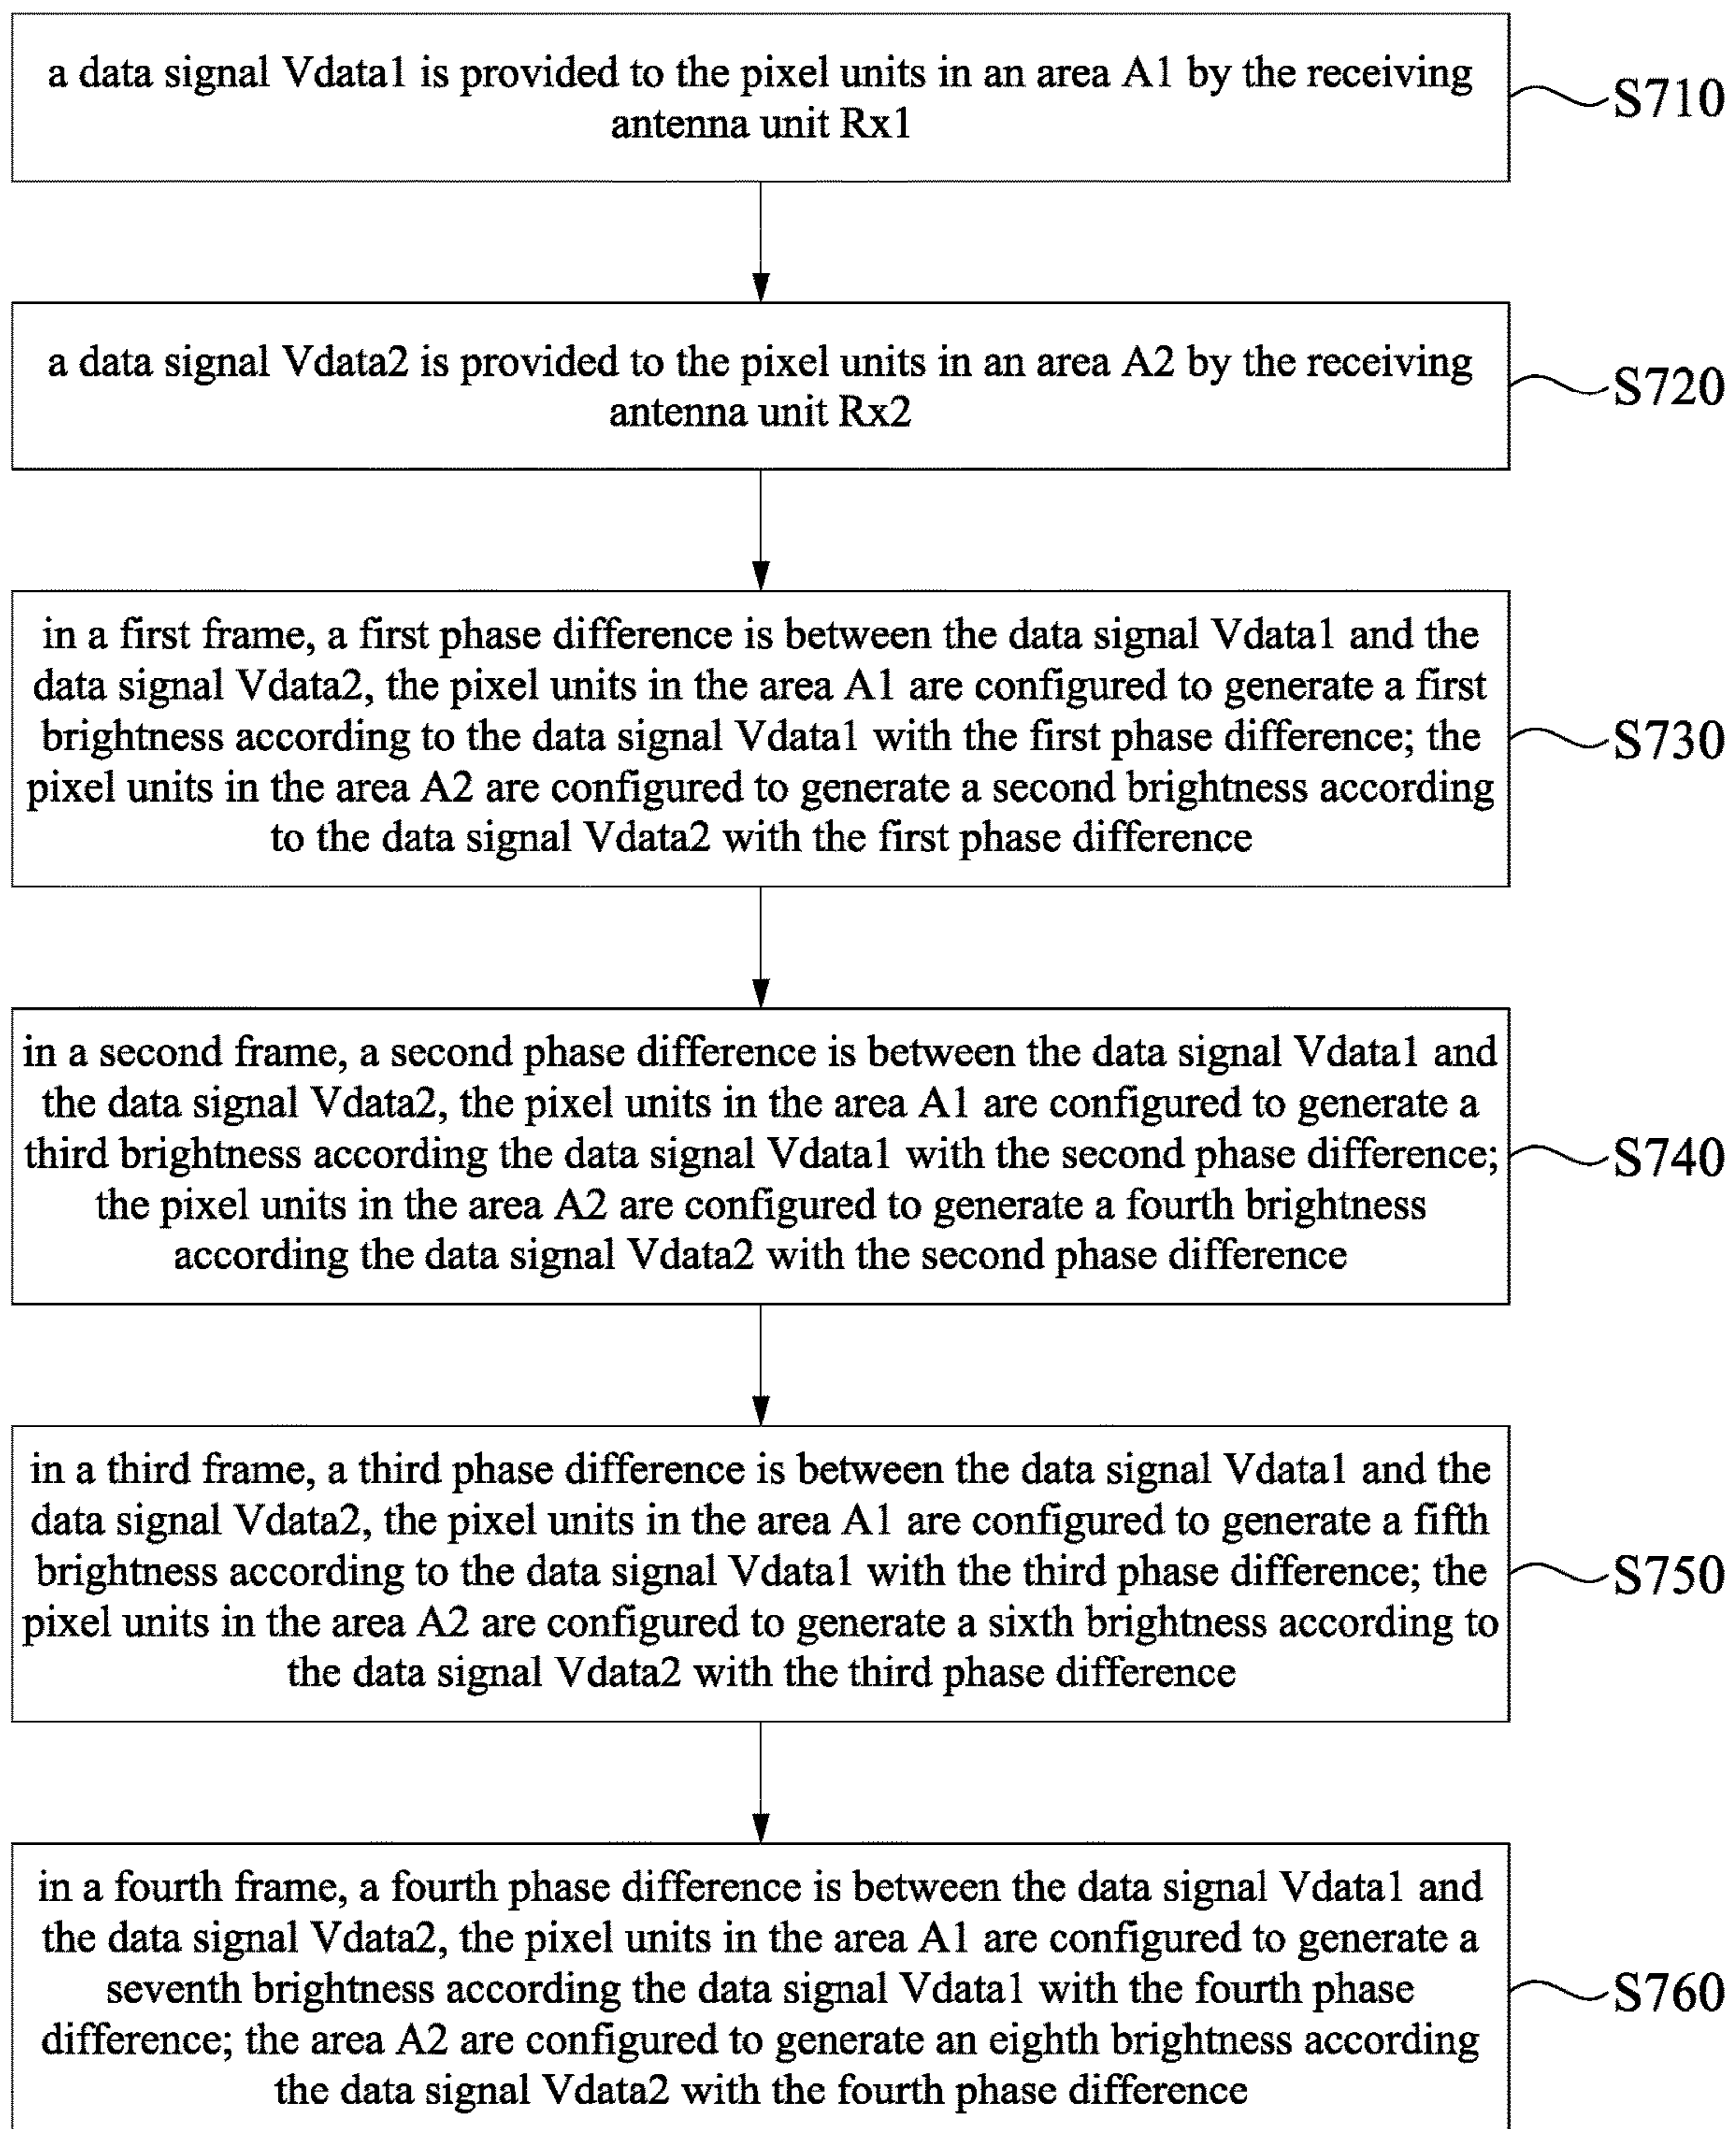 a data signal Vdata1 is provided to the pixel units in an area A1 by the receiving
antenna unit Rx1
S710
a data signal Vdata2 is provided to the pixel units in an area A2 by the receiving
antenna unit Rx2
S720
in a first frame, a first phase difference is between the data signal Vdata1 and the
data signal Vdata2, the pixel units in the area A1 are configured to generate a first
brightness according to the data signal Vdata1 with the first phase difference; the
pixel units in the area A2 are configured to generate a second brightness according
to the data signal Vdata2 with the first phase difference
S730
in a second frame, a second phase difference is between the data signal Vdata1 and
the data signal Vdata2, the pixel units in the area A1 are configured to generate a
third brightness according the data signal Vdata1 with the second phase difference;
the pixel units in the area A2 are configured to generate a fourth brightness
according the data signal Vdata2 with the second phase difference
S740
in a third frame, a third phase difference is between the data signal Vdata1 and the
data signal Vdata2, the pixel units in the area A1 are configured to generate a fifth
brightness according to the data signal Vdata1 with the third phase difference; the
pixel units in the area A2 are configured to generate a sixth brightness according to
the data signal Vdata2 with the third phase difference
S750
in a fourth frame, a fourth phase difference is between the data signal Vdata1 and
the data signal Vdata2, the pixel units in the area A1 are configured to generate a
seventh brightness according the data signal Vdata1 with the fourth phase
difference; the area A2 are configured to generate an eighth brightness according
the data signal Vdata2 with the fourth phase difference
S760